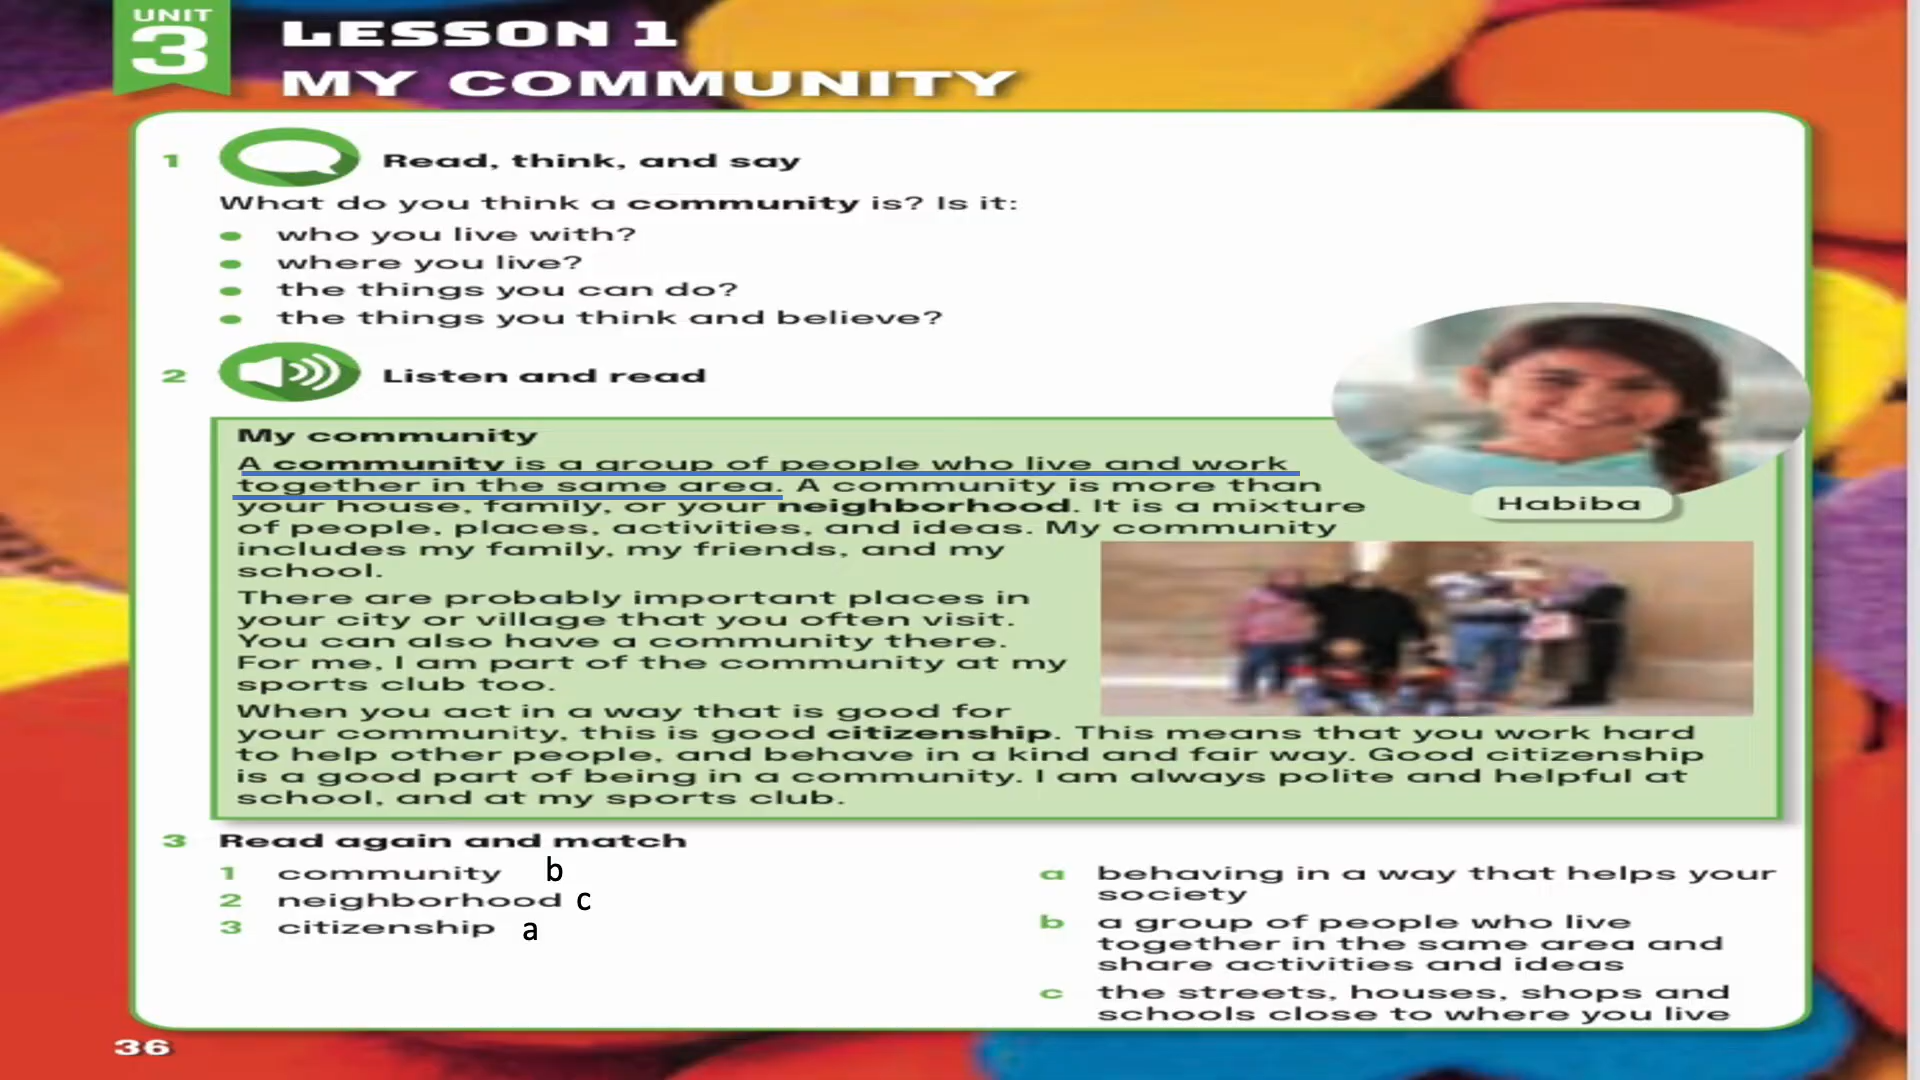 UNIT
3
LESSON 1
MY COMMUNITY
1 Read, think, and say
What do you think a community is? Is it:
• who you live with?
• where you live?
• the things you can do?
• the things you think and believe?
2 Listen and read
My community
A community is a group of people who live and work
together in the same area. A community is more than
your house, family, or your neighborhood. It is a mixture
of people, places, activities, and ideas. My community
includes my family, my friends, and my
school.
There are probably important places in
your city or village that you often visit.
You can also have a community there.
For me, I am part of the community at my
sports club too.
When you act in a way that is good for
your community, this is good citizenship. This means that you work hard
to help other people, and behave in a kind and fair way. Good citizenship
is a good part of being in a community. I am always polite and helpful at
school, and at my sports club.
Habiba
3 Read again and match
1 community b
2 neighborhood c
3 citizenship a
a behaving in a way that helps your
society
b a group of people who live
together in the same area and
share activities and ideas
c the streets, houses, shops and
schools close to where you live
36